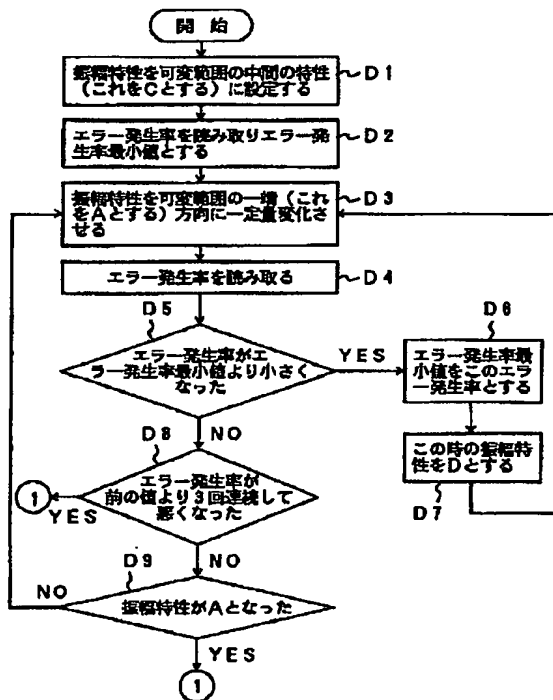 開始
振幅特性を可変範囲の中間の特性
(これをCとする)に設定する
D1
エラー発生率を読み取りエラー発
生率最小値とする
D2
振幅特性を可変範囲の一端(これ
をAとする)方向に一定量変化さ
せる
D3
エラー発生率を読み取る
D4
D5
エラー発生率がエ
ラー発生率最小値より小さく
なった
YES
NO
D6
エラー発生率最
小値をこのエラ
ー発生率とする
この時の振幅特
性をDとする
D7
D8
エラー発生率が
前の値より3回連続して
悪くなった
1
YES
NO
D9
NO
振幅特性がAとなった
YES
1